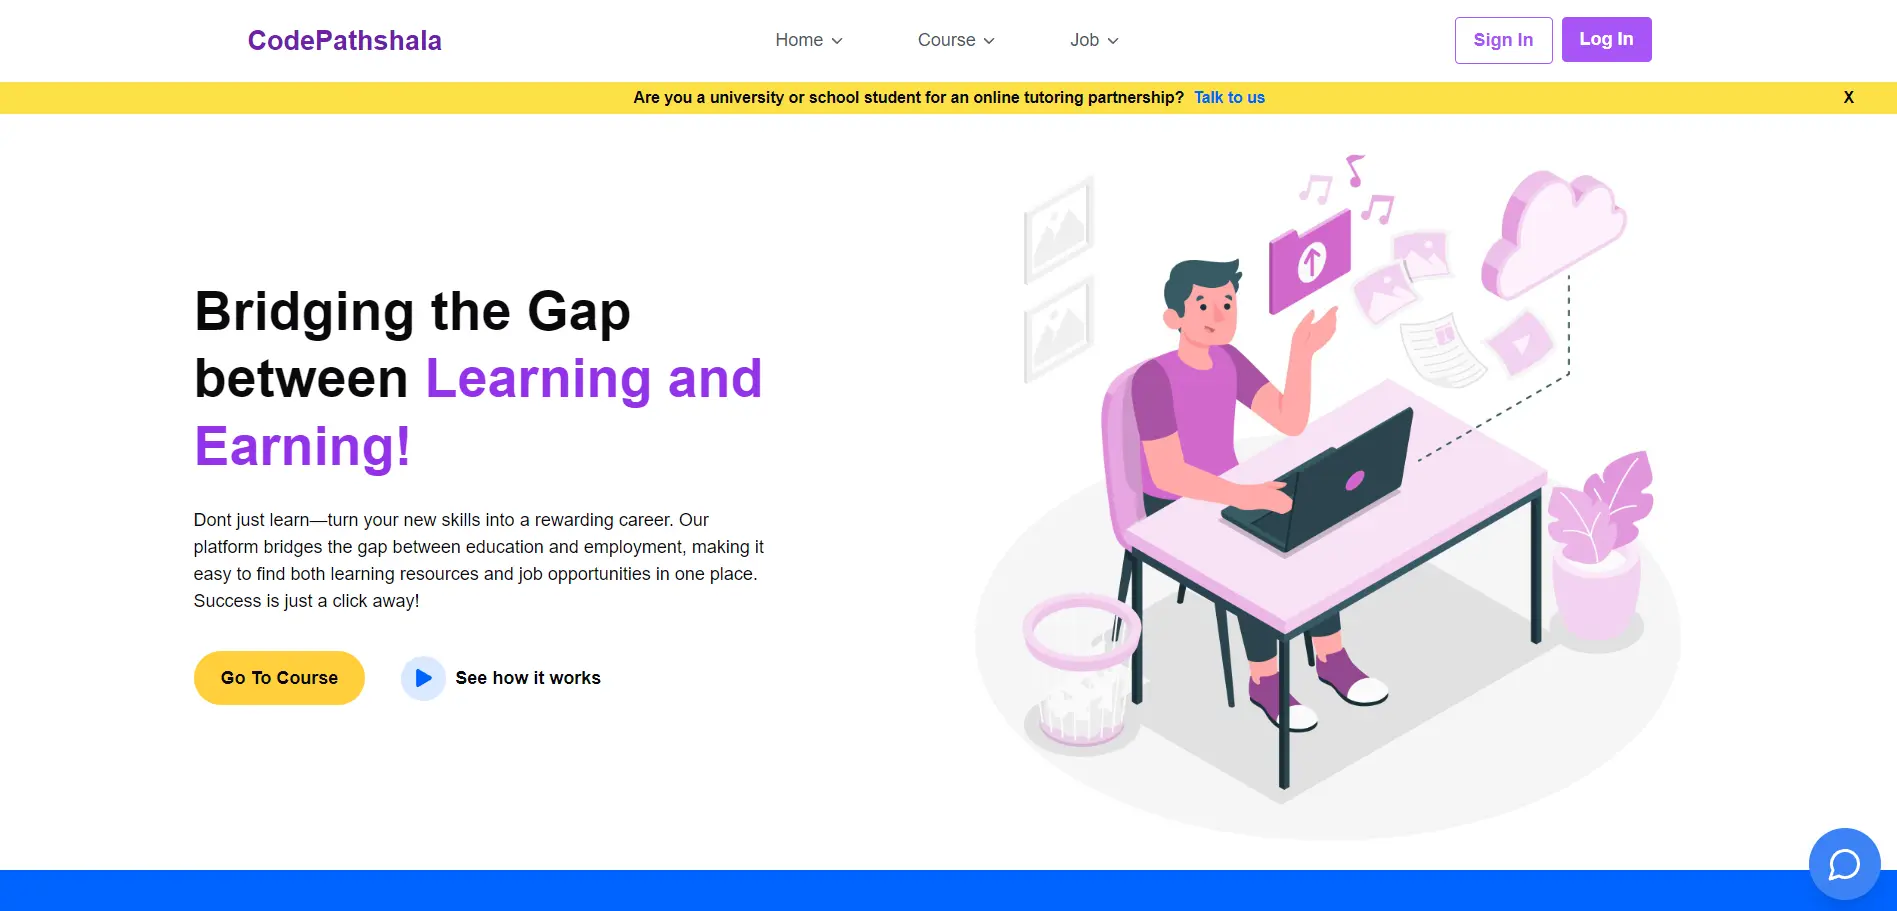 CodePathshala
Home
Course
Job
Sign In
Log In
Are you a university or school student for an online tutoring partnership? Talk to us
X
Bridging the Gap
between Learning and
Earning!
Dont just learn—turn your new skills into a rewarding career. Our
platform bridges the gap between education and employment, making it
easy to find both learning resources and job opportunities in one place.
Success is just a click away!
Go To Course
See how it works